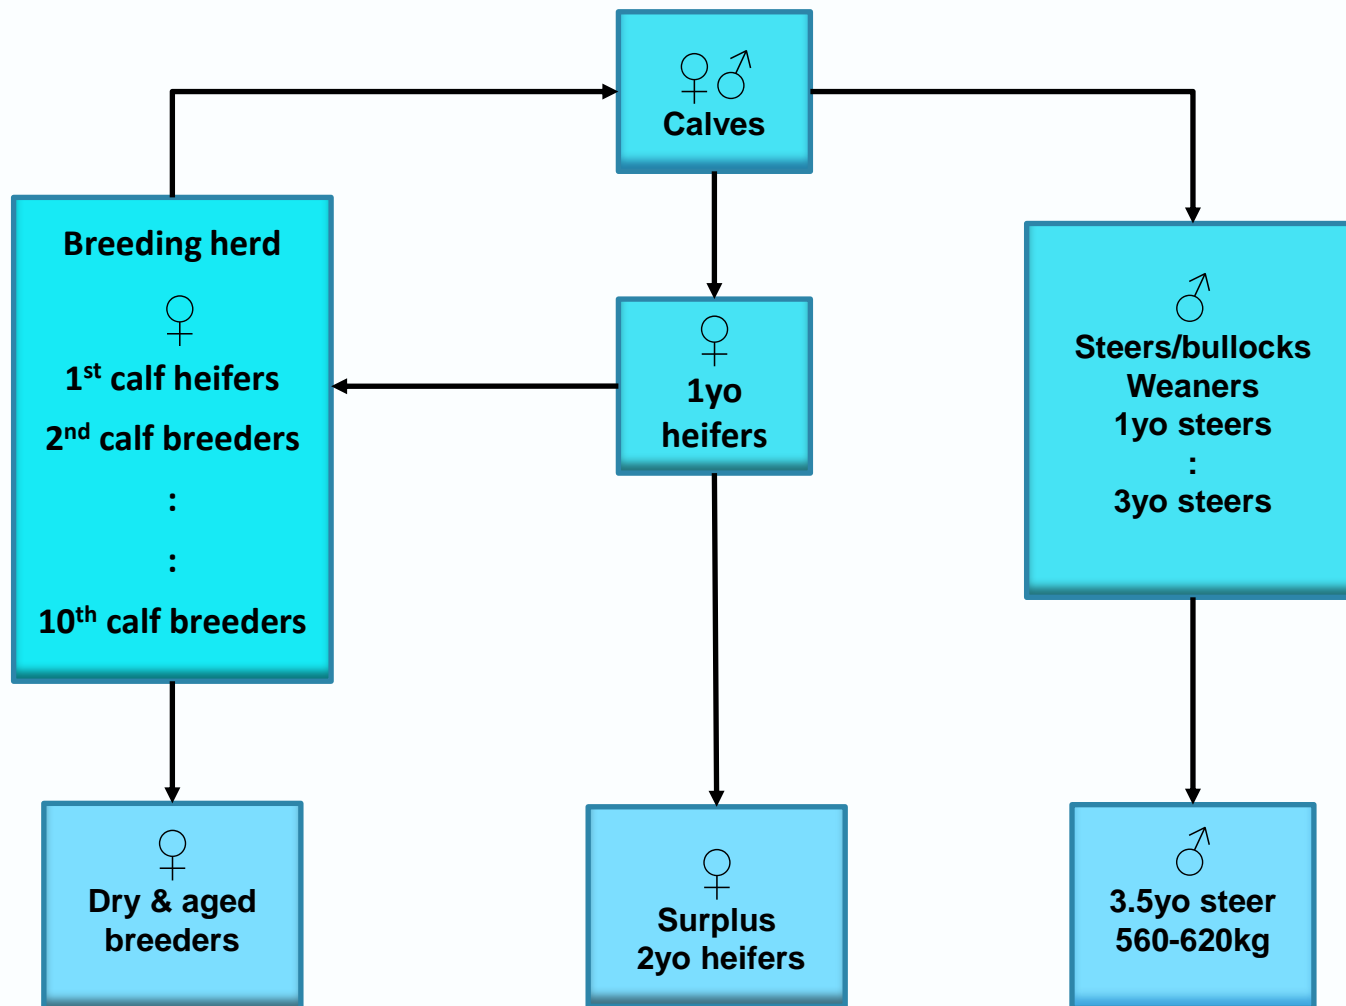 ♀♂
Calves
Breeding herd
♀
1st calf heifers
2nd calf breeders
:
:
10th calf breeders
♀
1yo
heifers
♂
Steers/bullocks
Weaners
1yo steers
:
3yo steers
♀
Dry & aged
breeders
♀
Surplus
2yo heifers
♂
3.5yo steer
560-620kg